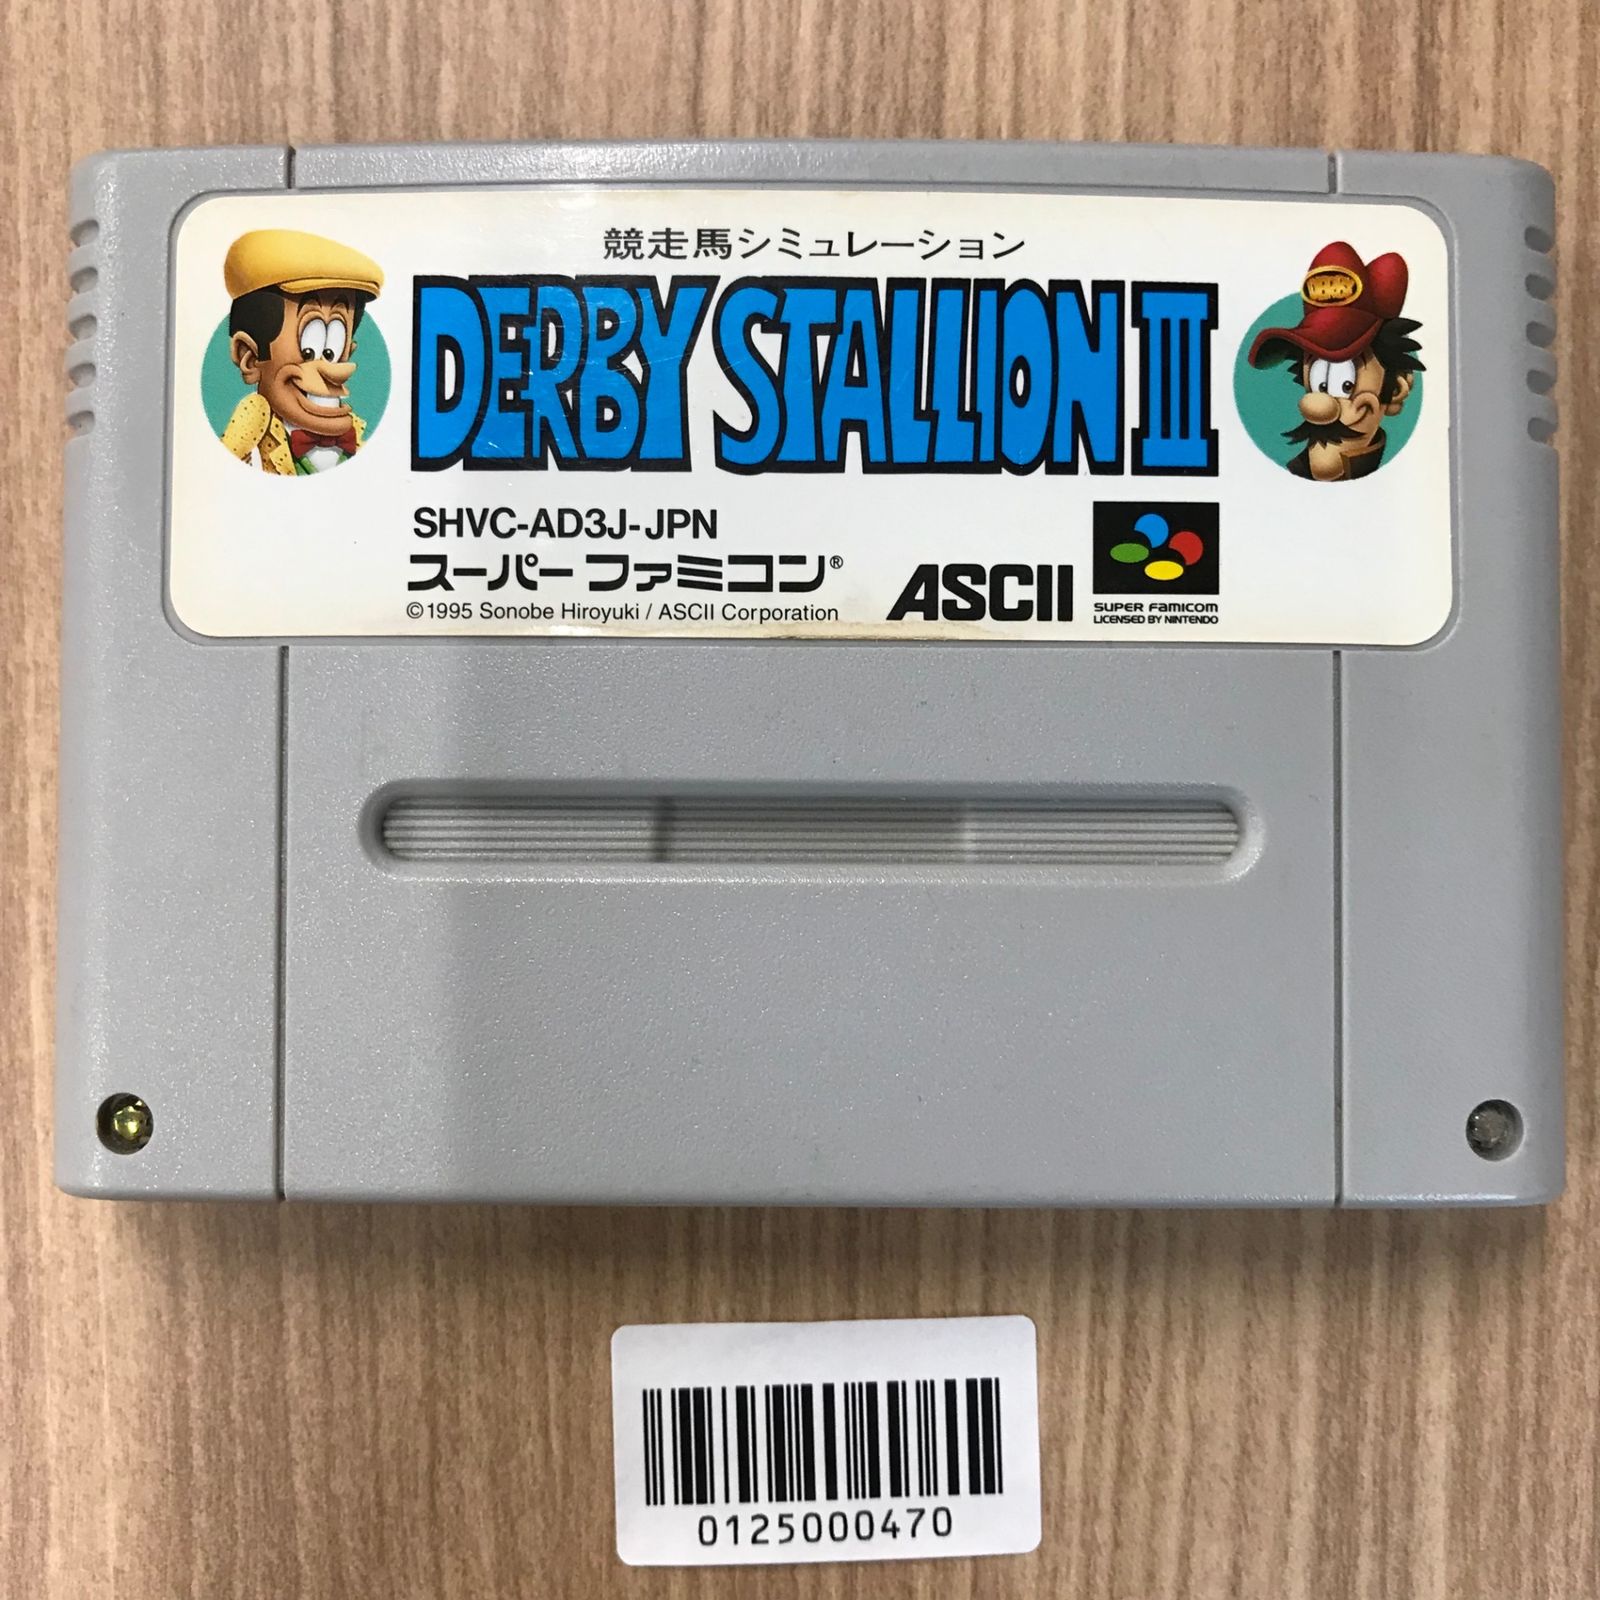 競走馬シミュレーション
DERBY STALLION III
DERBY
SHVC-AD3J-JPN
スーパーファミコン®
©1995 Sonobe Hiroyuki / ASCII Corporation
ASCII
SUPER FAMICOM
LICENSED BY NINTENDO
0125000470